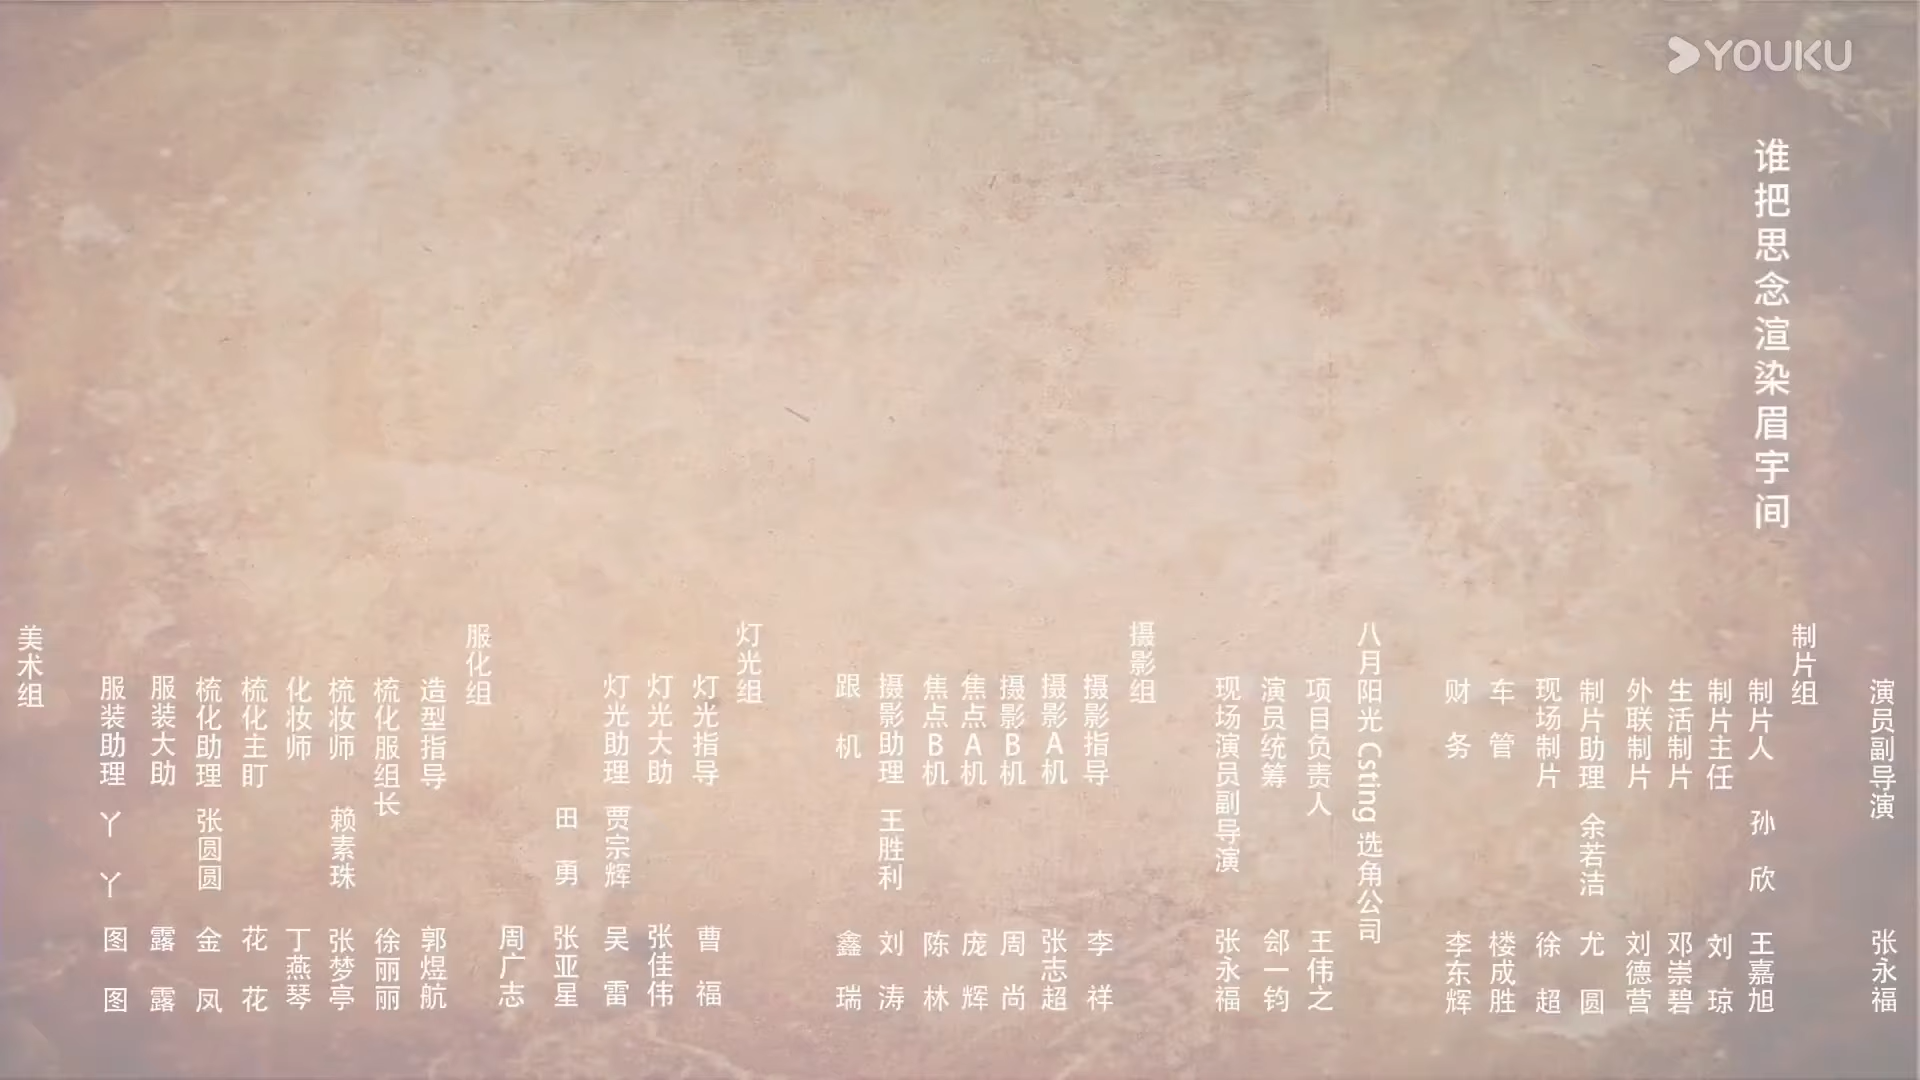 YOUKU
谁把思念渲染眉宇间
演员副导演 张永福
制片组
制片人 孙欣 王嘉旭
制片主任 刘琼
生活制片 邓崇碧
外联制片 刘德营
制片助理 余若洁 尤圆
现场制片 徐超
车管 楼成胜
财务 李东辉
八月阳光 Csting 选角公司
项目负责人 王伟之
演员统筹 郐一钧
现场演员副导演 张永福
摄影组
摄影指导 李祥
摄影A机 张志超
摄影B机 周尚
焦点A机 庞辉
焦点B机 陈林
摄影助理 王胜利 刘涛
跟机 鑫瑞
灯光组
灯光指导 曹福
灯光大助 张佳伟
灯光助理 贾宗辉 吴雷
田勇 张亚星
周广志
服化组
造型指导 郭煜航
梳化服组长 徐丽丽
梳妆师 赖素珠 张梦亭
化妆师 丁燕琴
梳化主盯 花花
梳化助理 张圆圆 金凤
服装大助 露露
服装助理 丫丫 图图
美术组